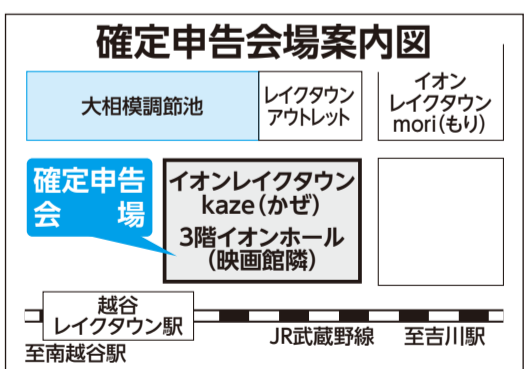 確定申告会場案内図
大相模調節池
レイクタウン
アウトレット
イオン
レイクタウン
mori(もり)
確定申告
会場
イオンレイクタウン
kaze(かぜ)
3階イオンホール
(映画館隣)
越谷
レイクタウン駅
至南越谷駅
JR武蔵野線
至吉川駅